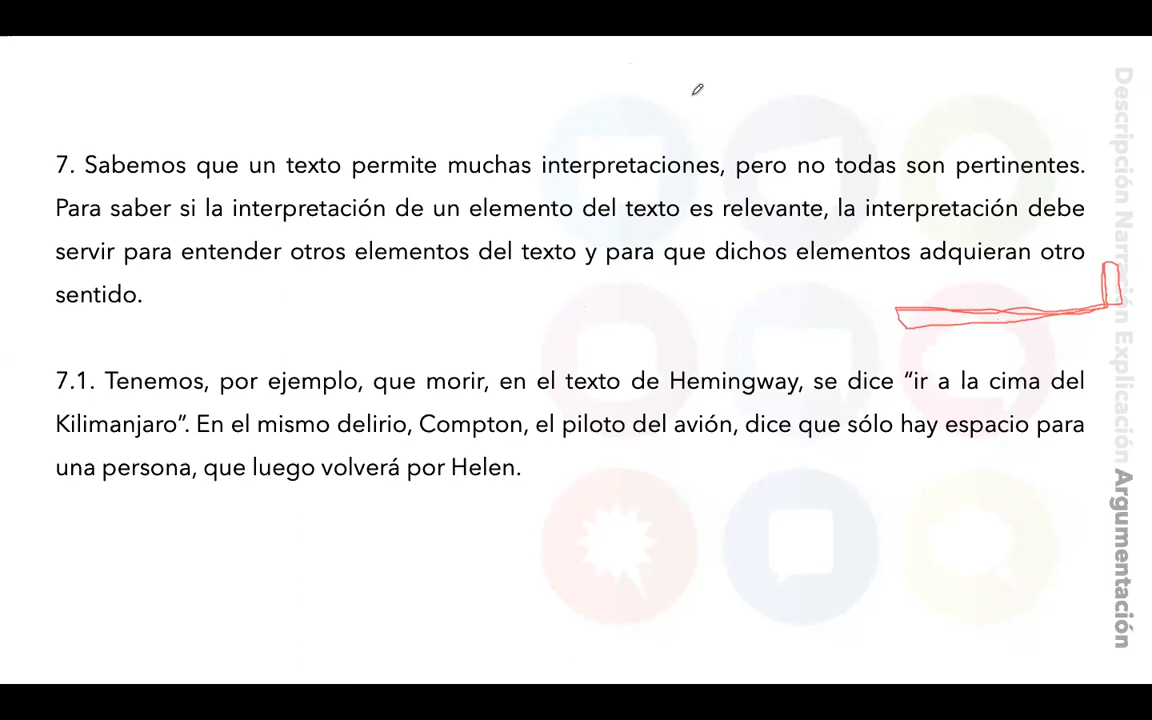 7. Sabemos que un texto permite muchas interpretaciones, pero no todas son pertinentes.
Para saber si la interpretación de un elemento del texto es relevante, la interpretación debe
servir para entender otros elementos del texto y para que dichos elementos adquieran otro
sentido.
7.1. Tenemos, por ejemplo, que morir, en el texto de Hemingway, se dice “ir a la cima del
Kilimanjaro”. En el mismo delirio, Compton, el piloto del avión, dice que sólo hay espacio para
una persona, que luego volverá por Helen.
Descripción Narración Explicación Argumentación